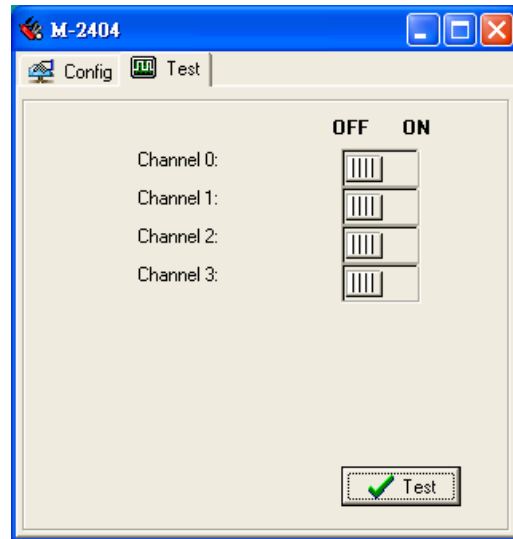 M-2404
Config Test
OFF ON
Channel 0:
Channel 1:
Channel 2:
Channel 3:
Test